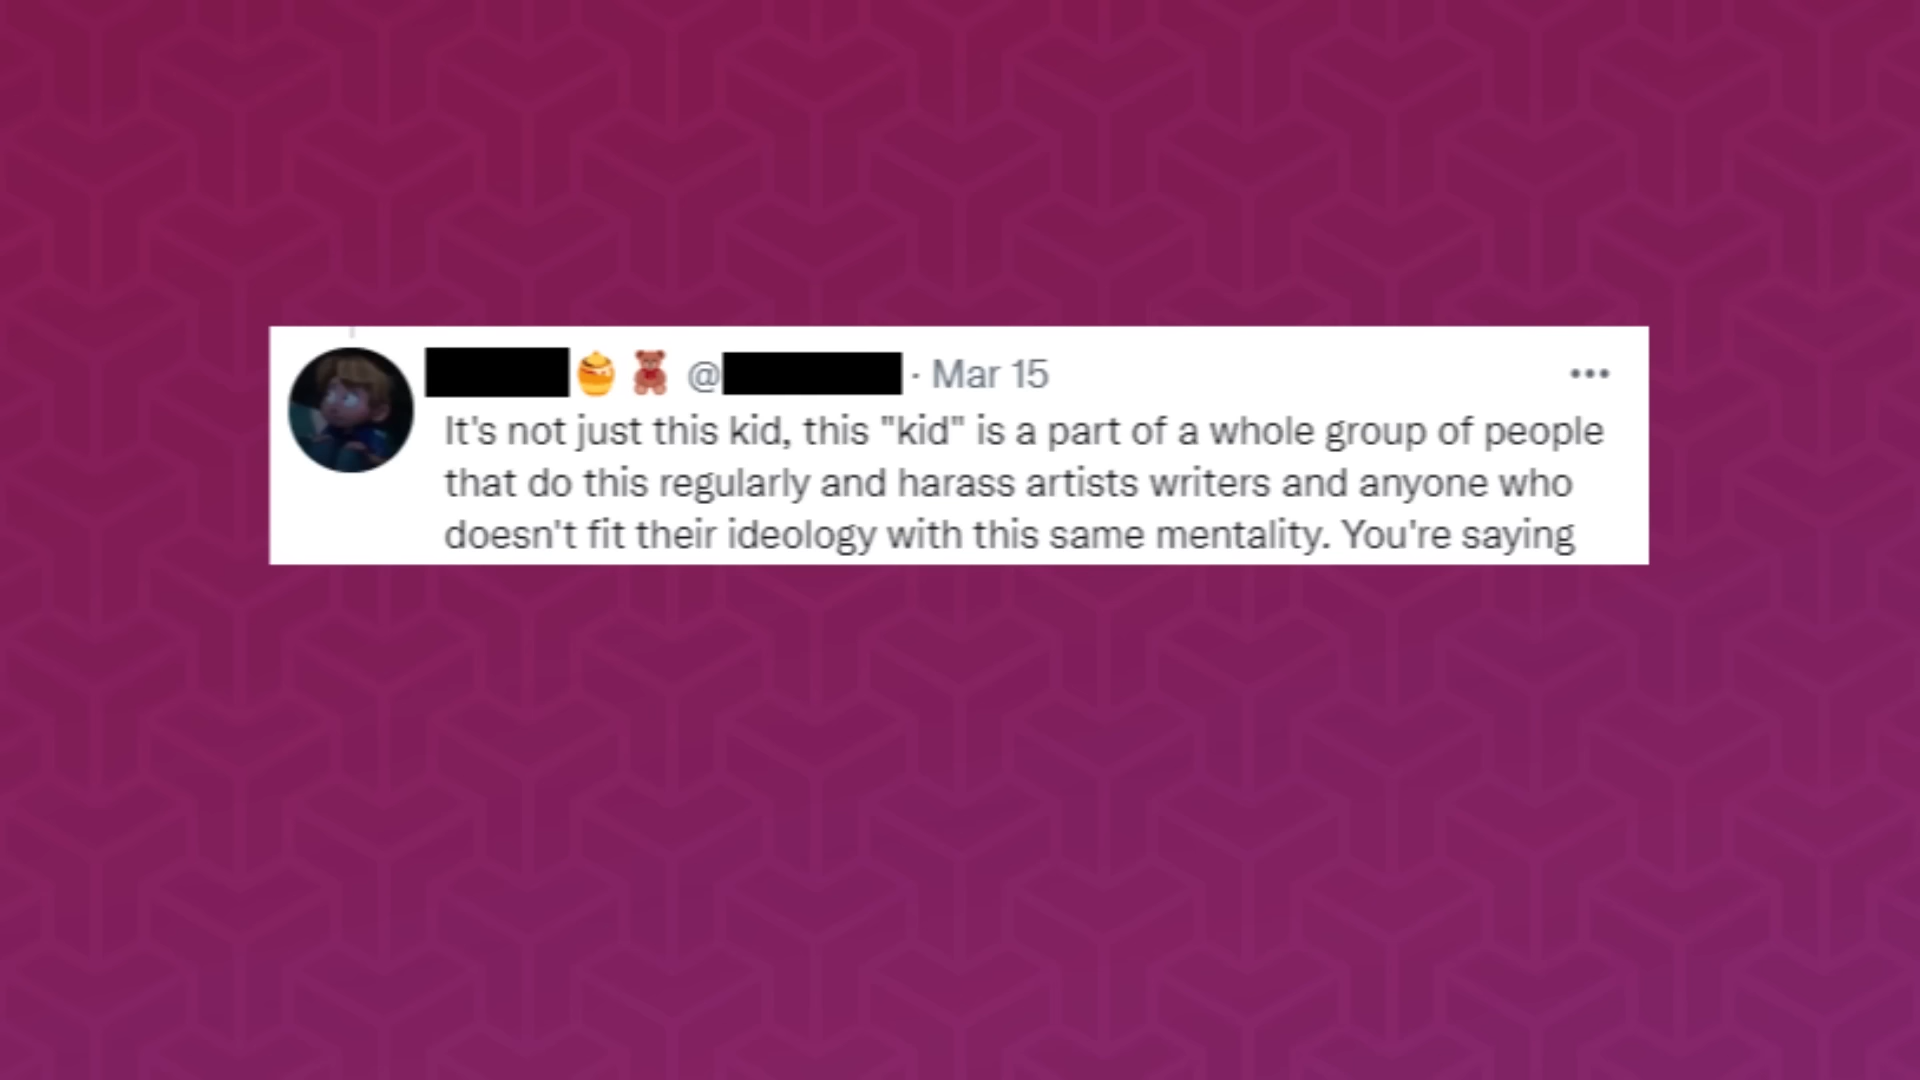 🍯🧸 @ · Mar 15
It's not just this kid, this "kid" is a part of a whole group of people
that do this regularly and harass artists writers and anyone who
doesn't fit their ideology with this same mentality. You're saying